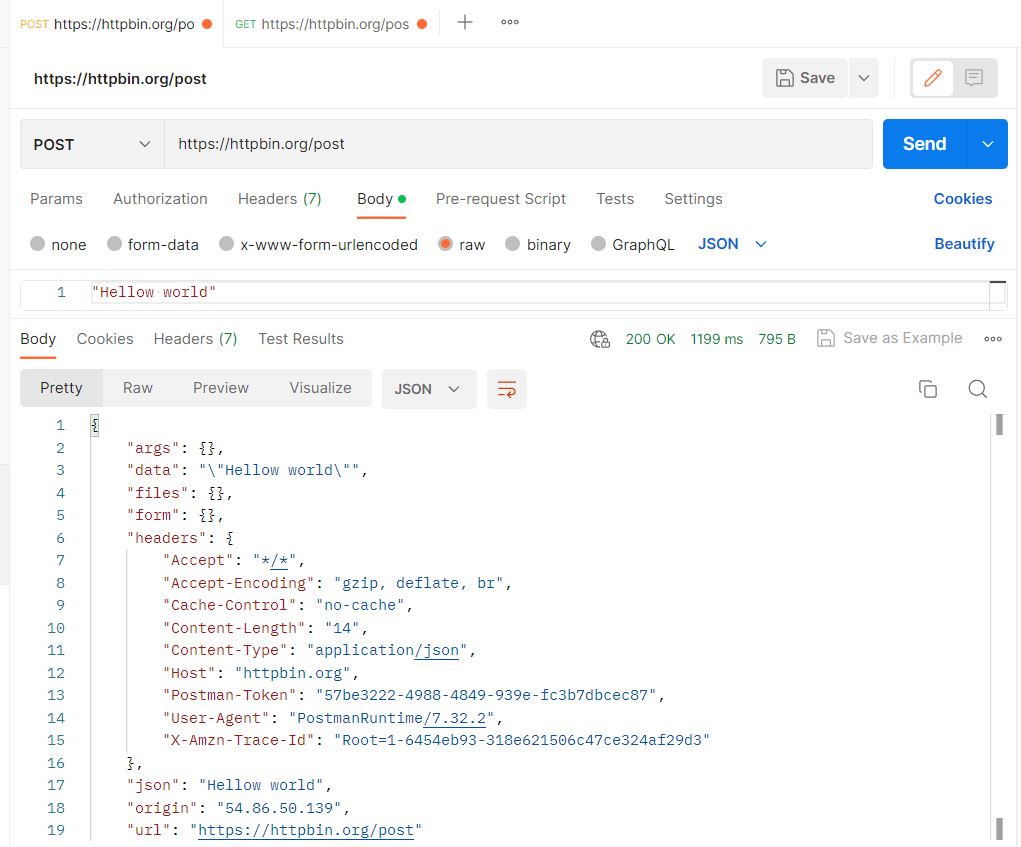 POST https://httpbin.org/po GET https://httpbin.org/pos
https://httpbin.org/post Save
POST https://httpbin.org/post Send
Params Authorization Headers (7) Body Pre-request Script Tests Settings Cookies
none form-data x-www-form-urlencoded raw binary GraphQL JSON Beautify
1 "Hellow world"
Body Cookies Headers (7) Test Results 200 OK 1199 ms 795 B Save as Example
Pretty Raw Preview Visualize JSON
1 {
2 "args": {},
3 "data": "\"Hellow world\"",
4 "files": {},
5 "form": {},
6 "headers": {
7 "Accept": "*/*",
8 "Accept-Encoding": "gzip, deflate, br",
9 "Cache-Control": "no-cache",
10 "Content-Length": "14",
11 "Content-Type": "application/json",
12 "Host": "httpbin.org",
13 "Postman-Token": "57be3222-4988-4849-939e-fc3b7dbcec87",
14 "User-Agent": "PostmanRuntime/7.32.2",
15 "X-Amzn-Trace-Id": "Root=1-6454eb93-318e621506c47ce324af29d3"
16 },
17 "json": "Hellow world",
18 "origin": "54.86.50.139",
19 "url": "https://httpbin.org/post"